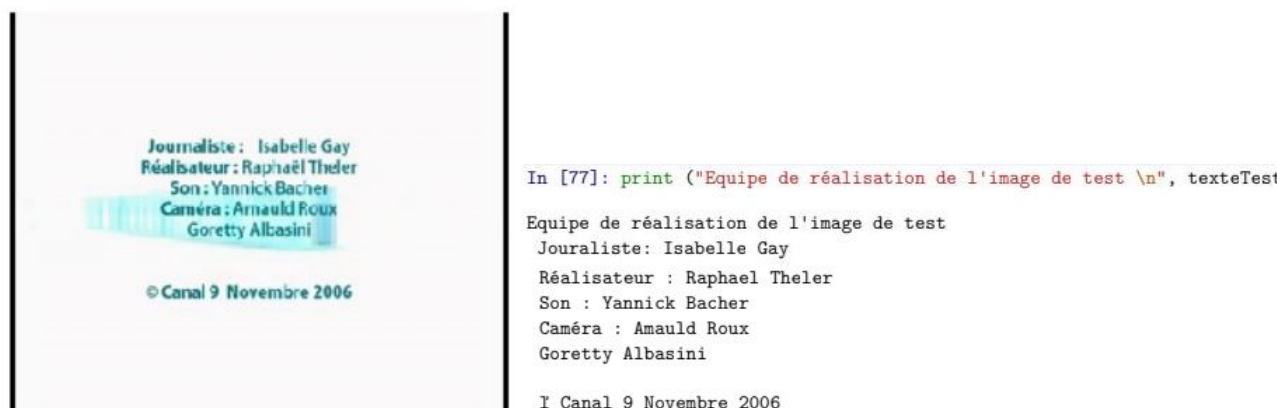 Journaliste : Isabelle Gay
Réalisateur : Raphaël Theler
Son : Yannick Bacher
Caméra : Arnauld Roux
Goretty Albasini
© Canal 9 Novembre 2006
In [77]: print ("Equipe de réalisation de l'image de test \n", texteTest
Equipe de réalisation de l'image de test
Jouraliste: Isabelle Gay
Réalisateur : Raphael Theler
Son : Yannick Bacher
Caméra : Amauld Roux
Goretty Albasini
Canal 9 Novembre 2006